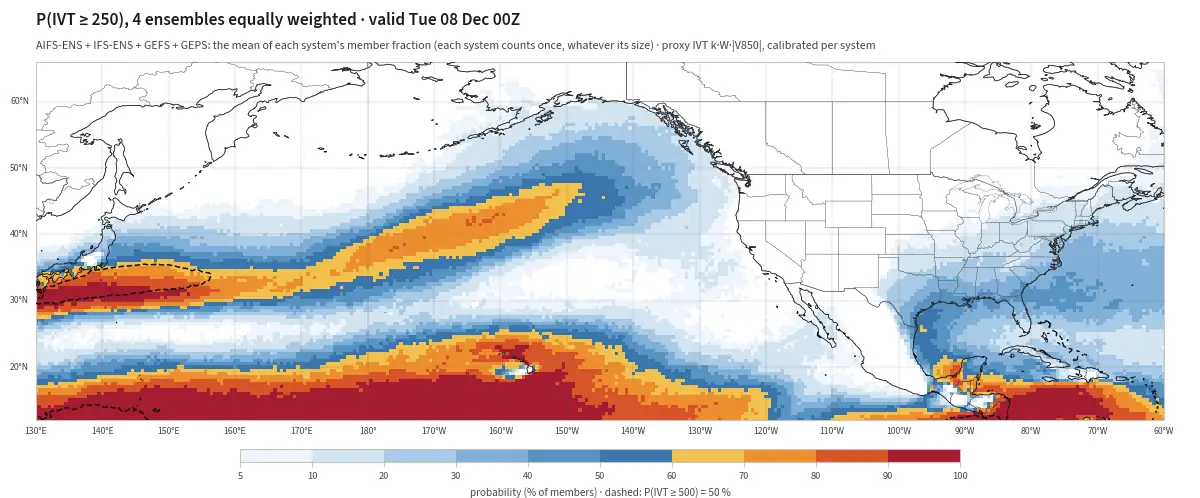 P(IVT ≥ 250), 4 ensembles equally weighted · valid Tue 08 Dec 00Z
AIFS-ENS + IFS-ENS + GEFS + GEPS: the mean of each system's member fraction (each system counts once, whatever its size) · proxy IVT k·W·|V850|, calibrated per system
60°N
50°N
40°N
30°N
20°N
130°E 140°E 150°E 160°E 170°E 180° 170°W 160°W 150°W 140°W 130°W 120°W 110°W 100°W 90°W 80°W 70°W 60°W
5 10 20 30 40 50 60 70 80 90 100
probability (% of members) · dashed: P(IVT ≥ 500) = 50 %